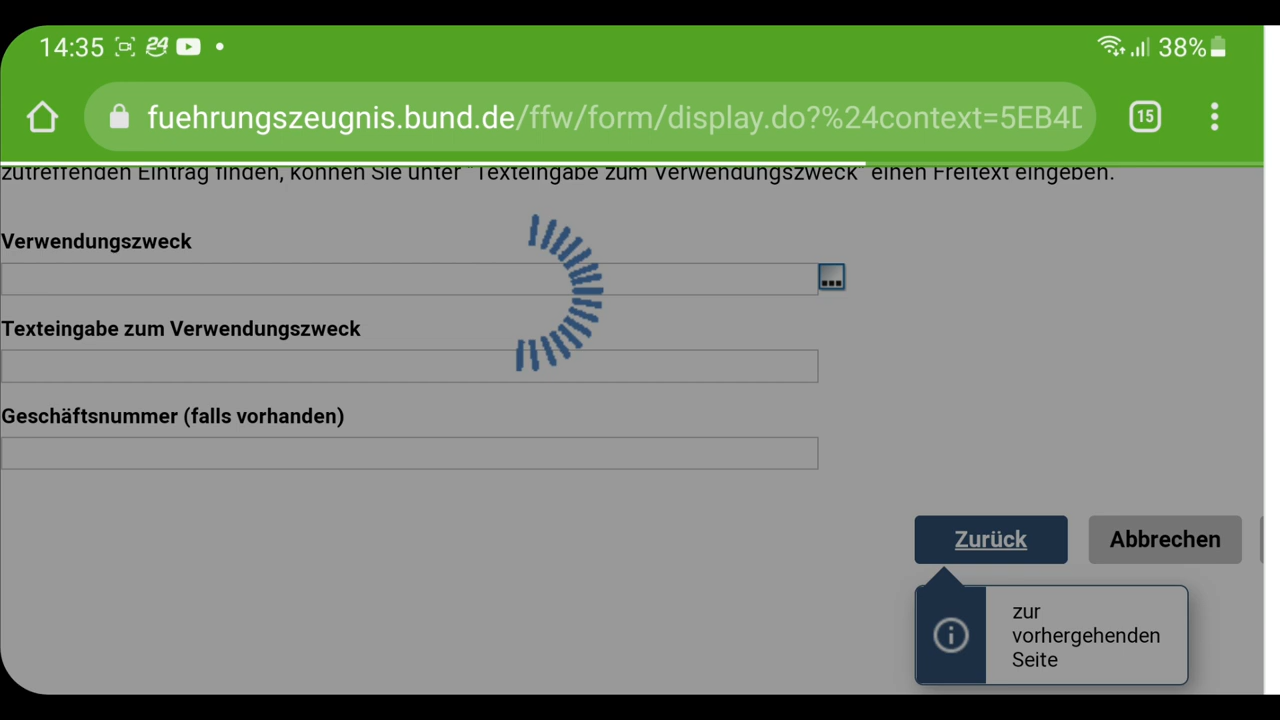 14:35 24 38%
fuehrungszeugnis.bund.de/ffw/form/display.do?%24context=5EB4D 15
zutreffenden Eintrag finden, können Sie unter "Texteingabe zum Verwendungszweck" einen Freitext eingeben.
Verwendungszweck
...
Texteingabe zum Verwendungszweck
Geschäftsnummer (falls vorhanden)
Zurück Abbrechen
zur
vorhergehenden
Seite